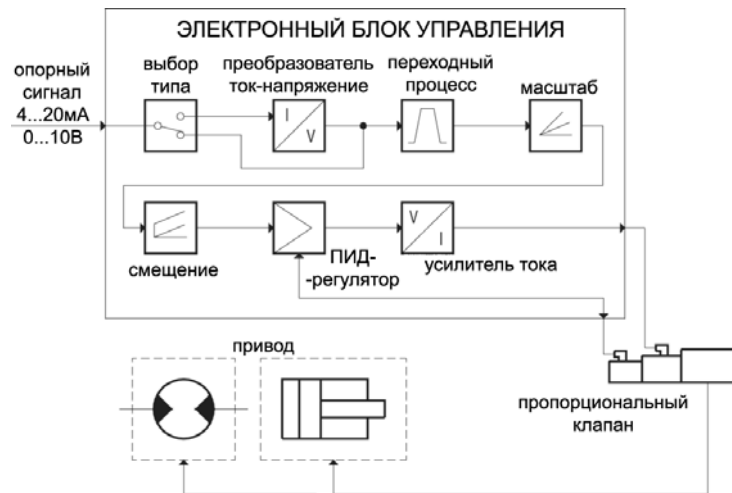 ЭЛЕКТРОННЫЙ БЛОК УПРАВЛЕНИЯ
опорный
сигнал
4...20мА
0...10В
выбор
типа
преобразователь
ток-напряжение
переходный
процесс
масштаб
I
V
смещение
ПИД-
-регулятор
V
I
усилитель тока
привод
пропорциональный
клапан